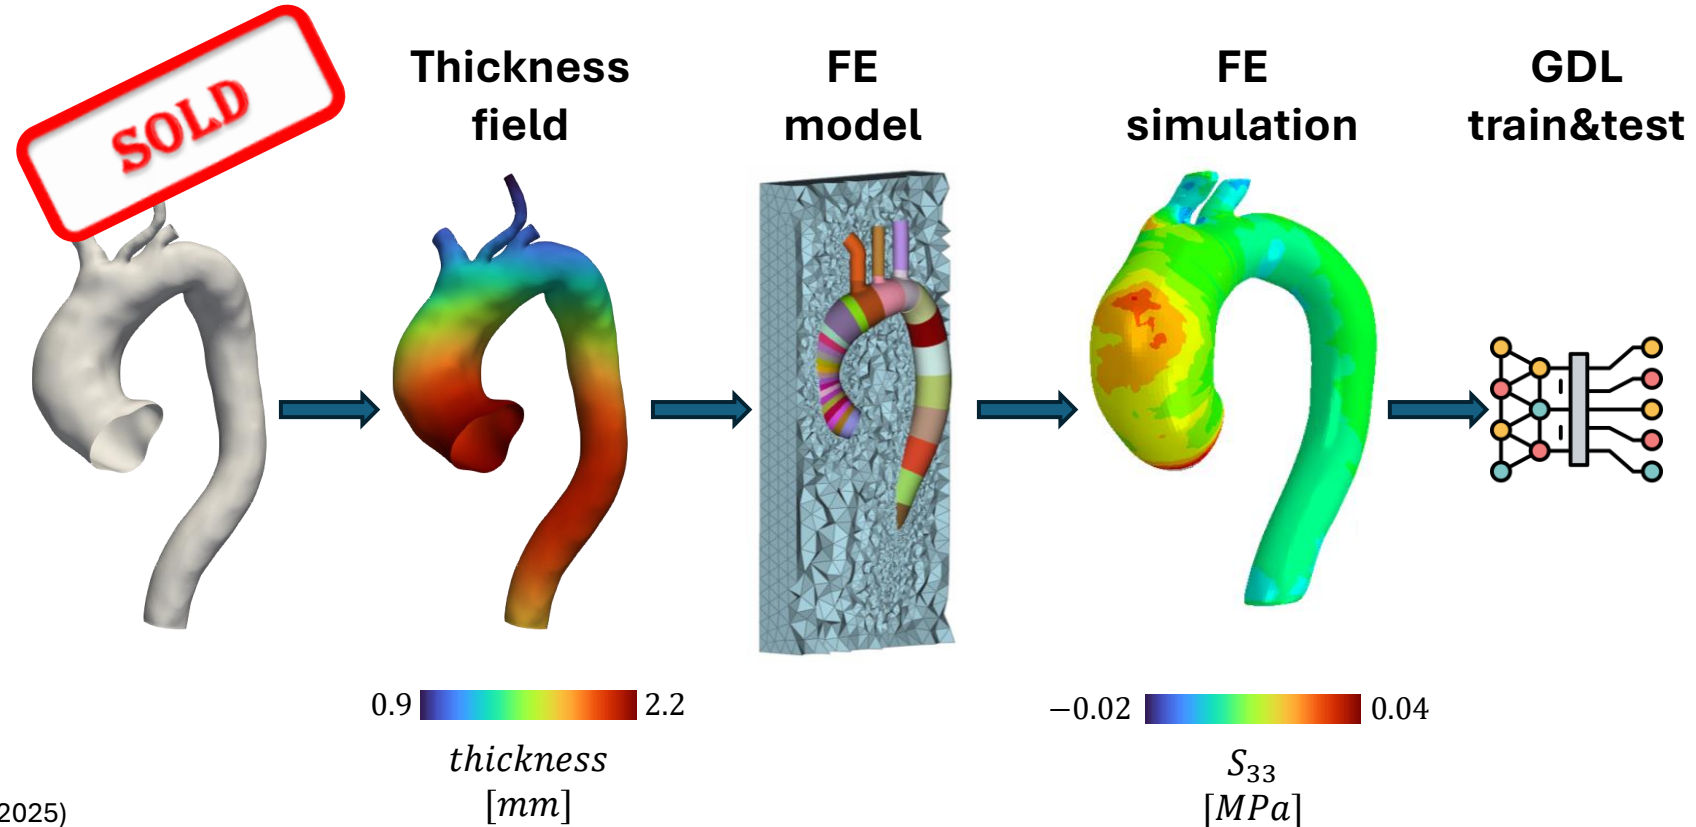 SOLD
Thickness
field
FE
model
FE
simulation
GDL
train&test
0.9
2.2
thickness
[mm]
−0.02
0.04
S₃₃
[MPa]
2025)